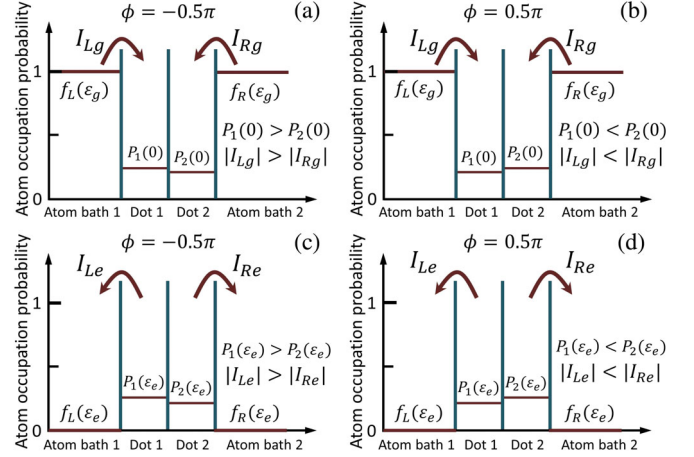 ϕ = −0.5π (a)
Atom occupation probability
I_Lg I_Rg
1
f_L(ε_g) f_R(ε_g)
P_1(0) P_2(0)
P_1(0) > P_2(0)
|I_Lg| > |I_Rg|
0
Atom bath 1 Dot 1 Dot 2 Atom bath 2
ϕ = 0.5π (b)
Atom occupation probability
I_Lg I_Rg
1
f_L(ε_g) f_R(ε_g)
P_1(0) P_2(0)
P_1(0) < P_2(0)
|I_Lg| < |I_Rg|
0
Atom bath 1 Dot 1 Dot 2 Atom bath 2
ϕ = −0.5π (c)
Atom occupation probability
I_Le I_Re
1
P_1(ε_e) > P_2(ε_e)
|I_Le| > |I_Re|
P_1(ε_e) P_2(ε_e)
f_L(ε_e) f_R(ε_e)
0
Atom bath 1 Dot 1 Dot 2 Atom bath 2
ϕ = 0.5π (d)
Atom occupation probability
I_Le I_Re
1
P_1(ε_e) < P_2(ε_e)
|I_Le| < |I_Re|
P_1(ε_e) P_2(ε_e)
f_L(ε_e) f_R(ε_e)
0
Atom bath 1 Dot 1 Dot 2 Atom bath 2